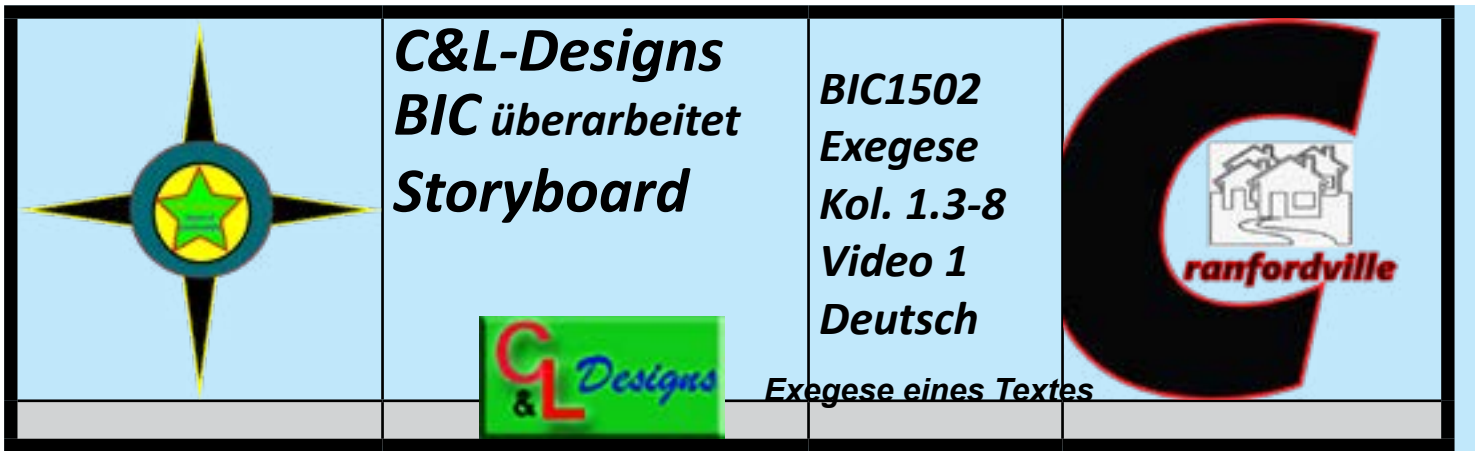 C&L-Designs
BIC überarbeitet
Storyboard
C&L Designs
BIC1502
Exegese
Kol. 1.3-8
Video 1
Deutsch
Exegese eines Textes
C
ranfordville